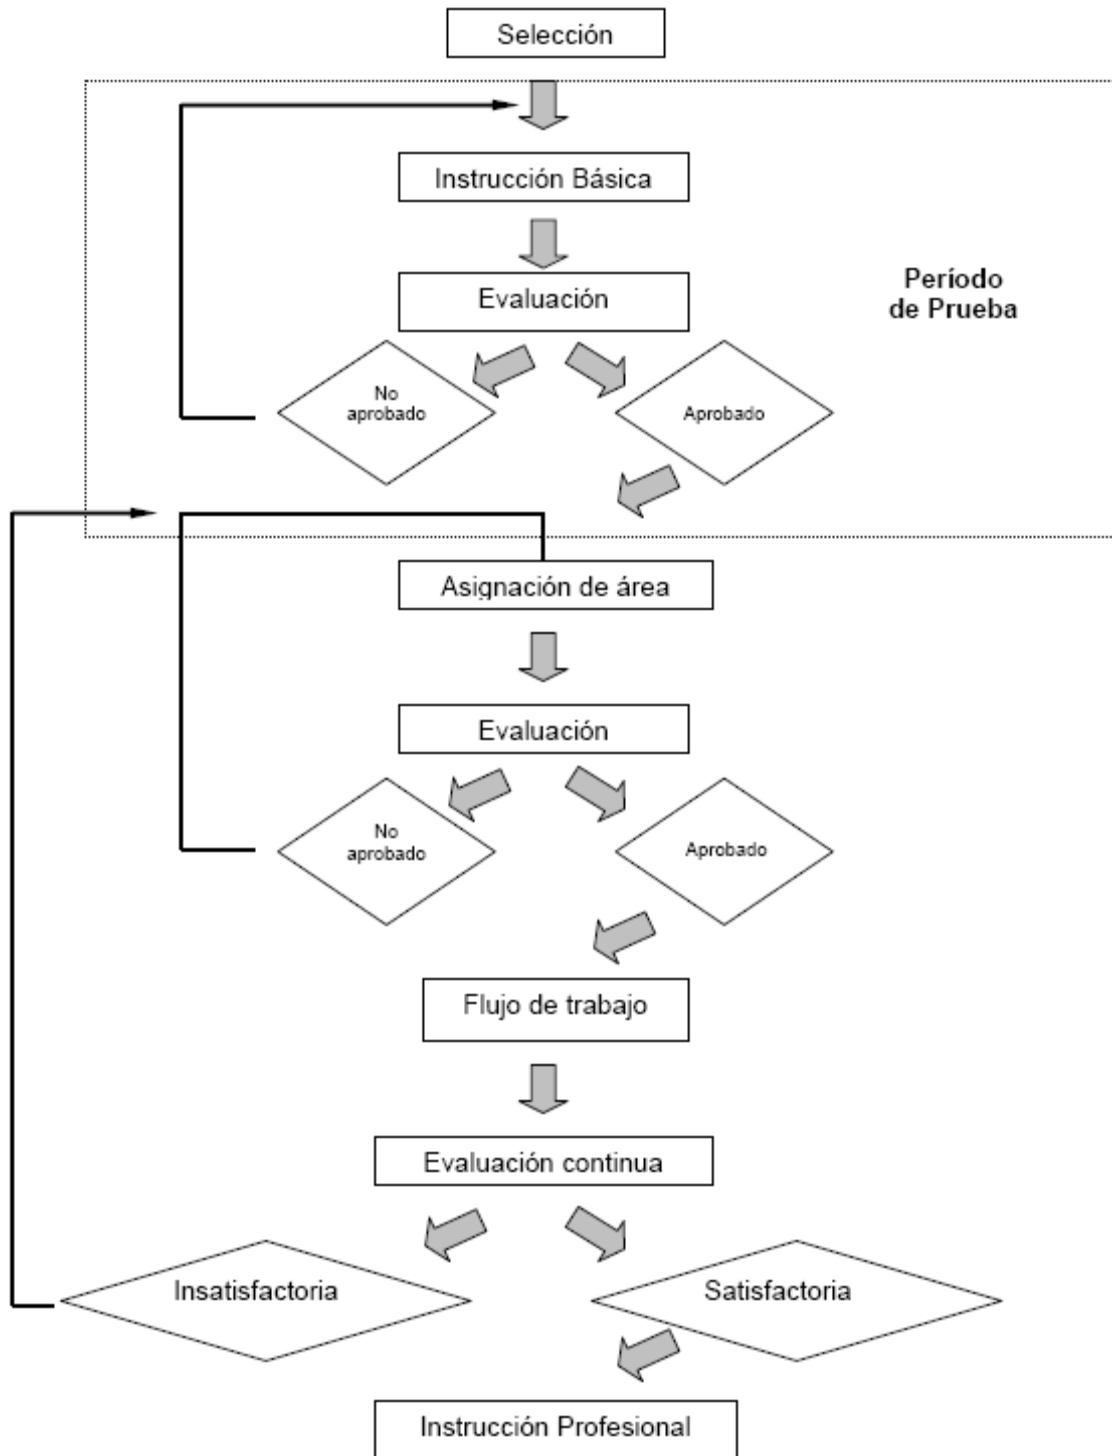 Selección
Instrucción Básica
Evaluación
Período
de Prueba
No
aprobado
Aprobado
Asignación de área
Evaluación
No
aprobado
Aprobado
Flujo de trabajo
Evaluación continua
Insatisfactoria
Satisfactoria
Instrucción Profesional